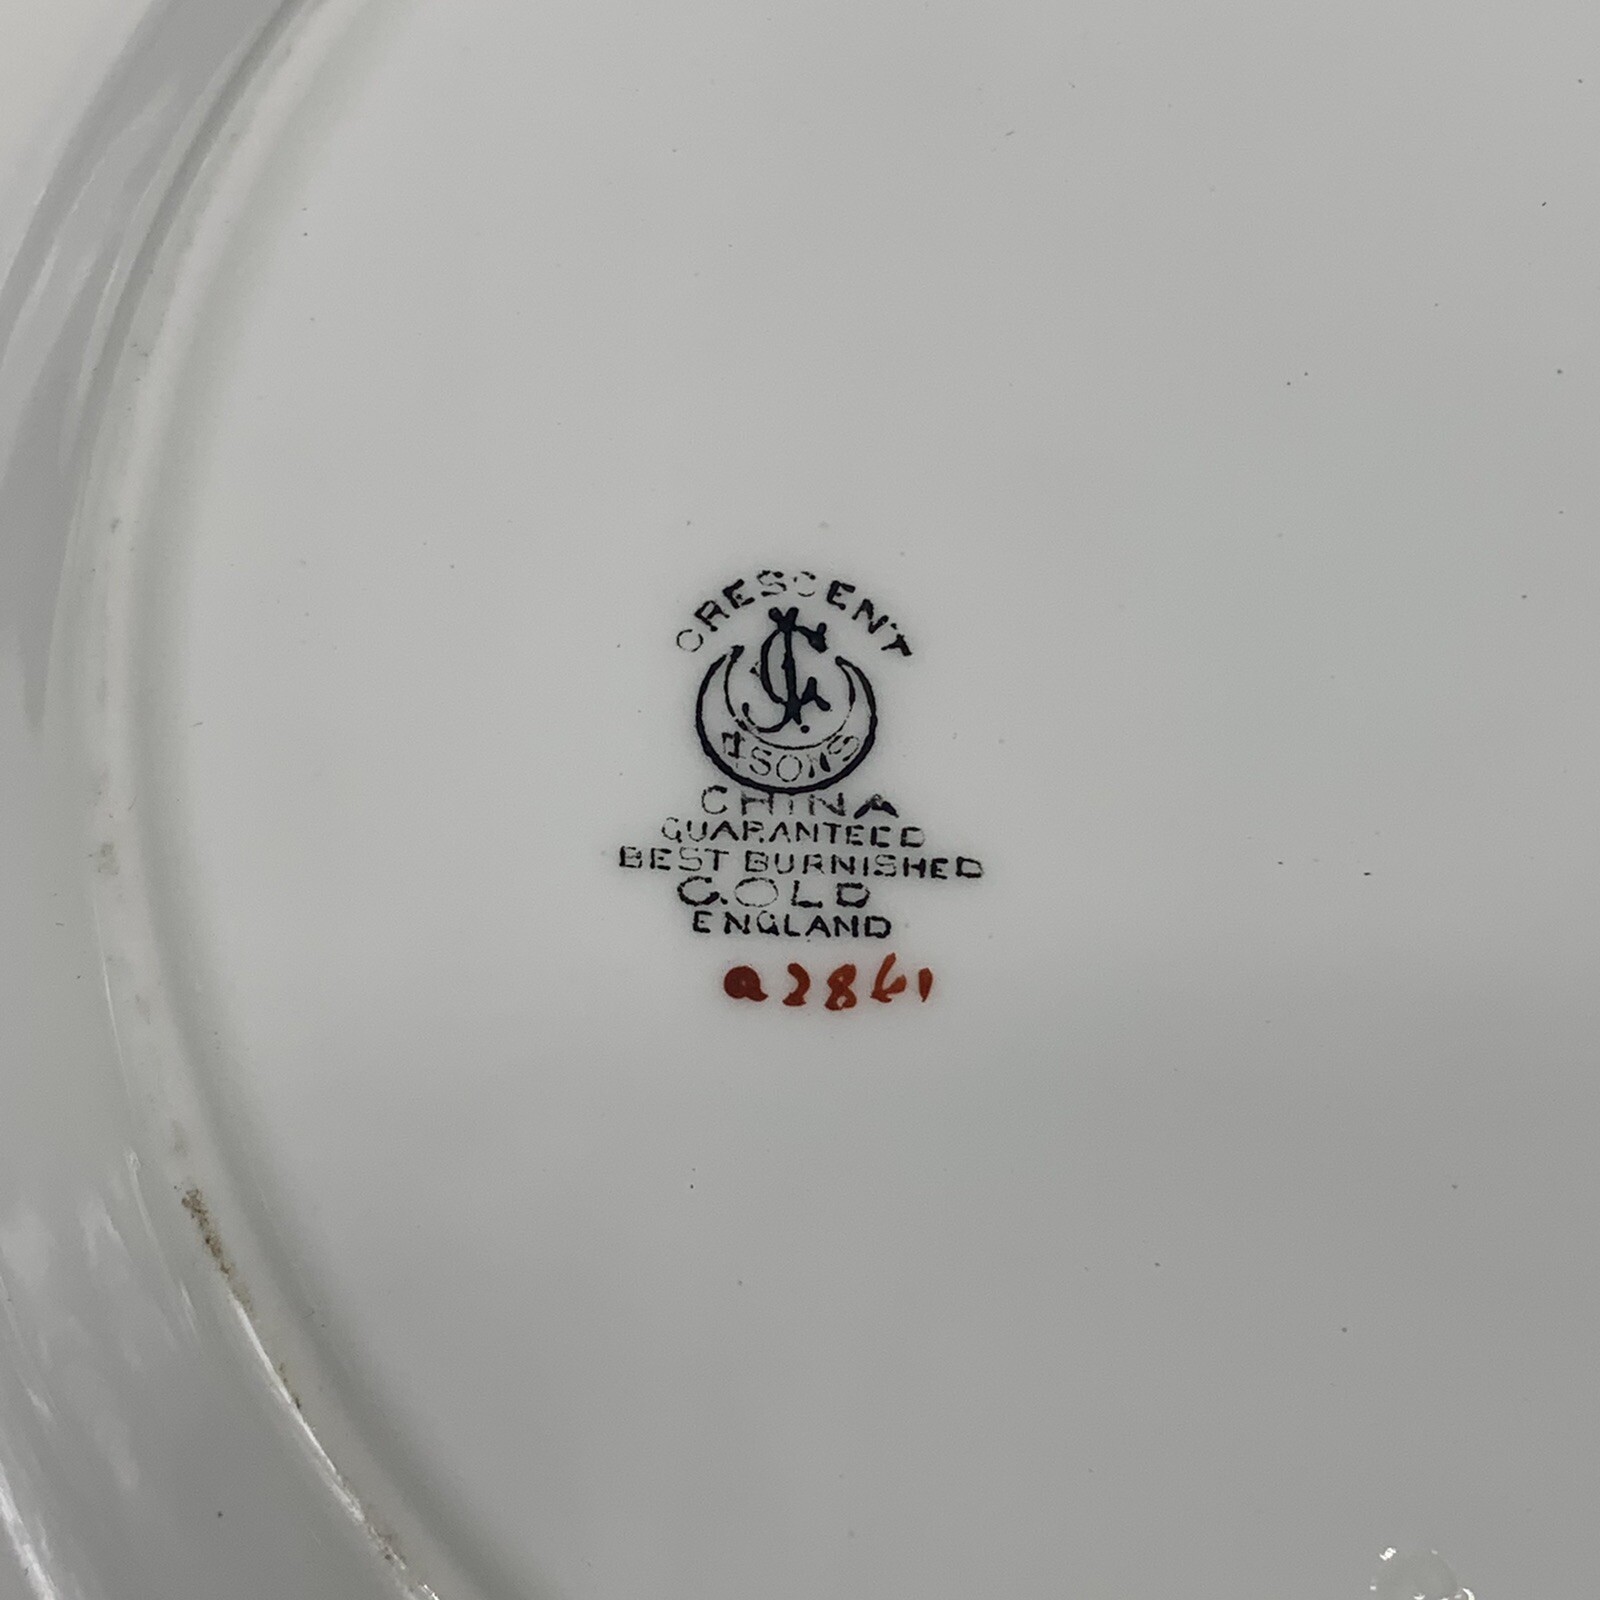 CRESCENT
& SONS
CHINA
GUARANTEED
BEST BURNISHED
GOLD
ENGLAND
a2861